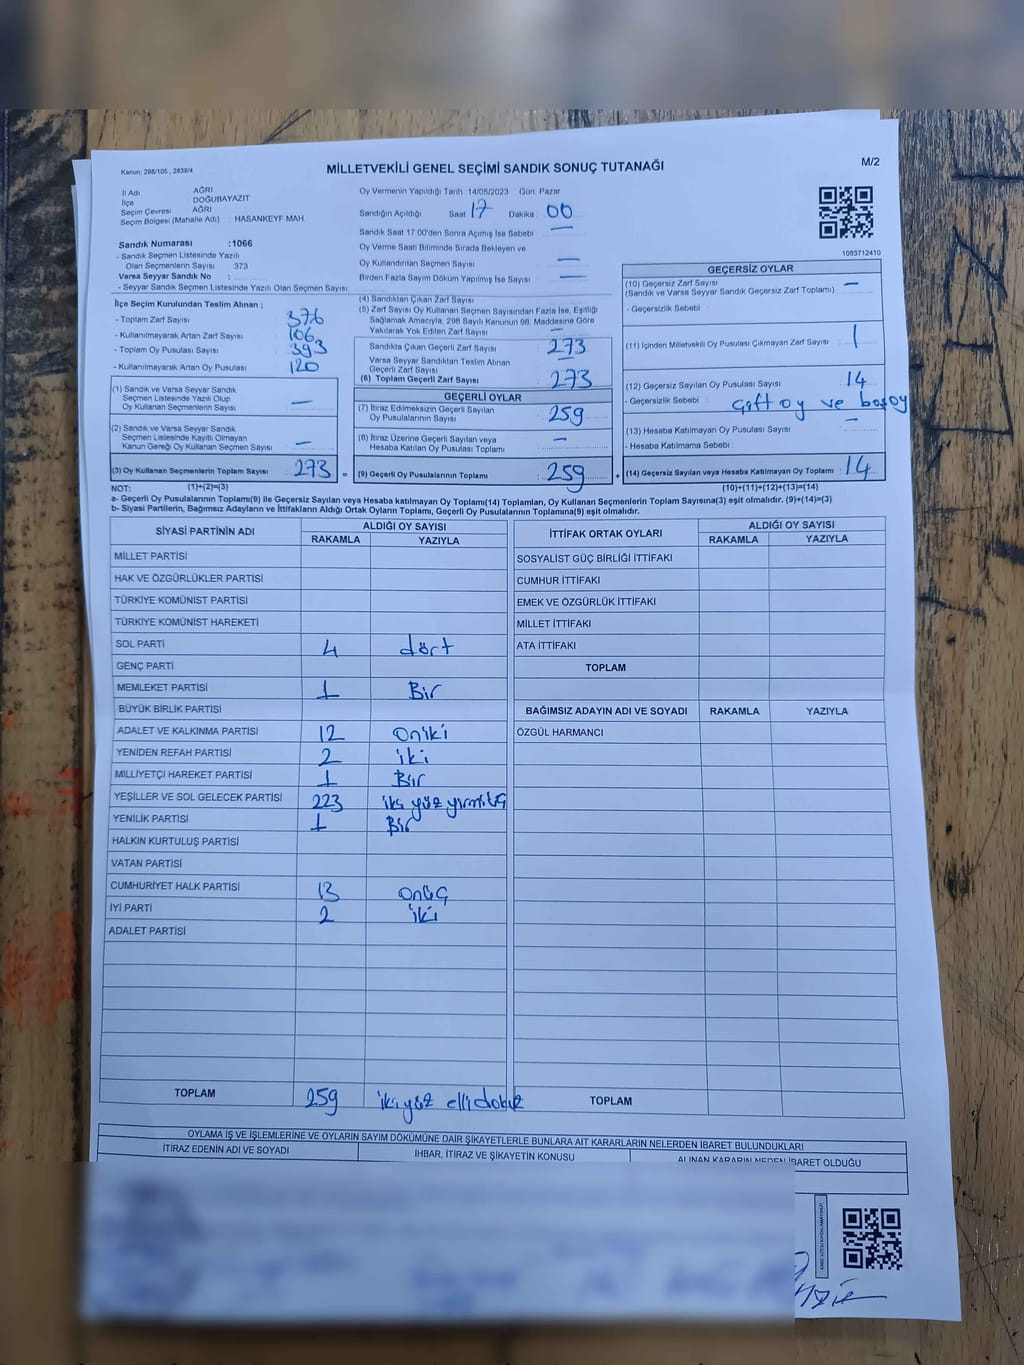 Kanun: 298/105 , 2839/4
MİLLETVEKİLİ GENEL SEÇİMİ SANDIK SONUÇ TUTANAĞI
M/2
İl Adı AĞRI
İlçe : DOĞUBAYAZIT
Seçim Çevresi AĞRI
Seçim Bölgesi (Mahalle Adı) : HASANKEYF MAH.
Sandık Numarası :1066
- Sandık Seçmen Listesinde Yazılı
Olan Seçmenlerin Sayısı 373
Varsa Seyyar Sandık No :
- Seyyar Sandık Seçmen Listesinde Yazılı Olan Seçmen Sayısı
Oy Vermenin Yapıldığı Tarih :14/05/2023 Gün: Pazar
Sandığın Açıldığı Saat 17 Dakika : 00
Sandık Saat 17.00'den Sonra Açımış İse Sebebi —
Oy Verme Saati Bitiminde Sırada Bekleyen ve
Oy Kullandırılan Seçmen Sayısı —
Birden Fazla Sayım Döküm Yapılmış İse Sayısı —
1083712410
İlçe Seçim Kurulundan Teslim Alınan ;
- Toplam Zarf Sayısı 376
- Kullanılmayarak Artan Zarf Sayısı 106
- Toplam Oy Pusulası Sayısı 393
- Kullanılmayarak Artan Oy Pusulası 120
(1) Sandık ve Varsa Seyyar Sandık
Seçmen Listesinde Yazılı Olup
Oy Kullanan Seçmenlerin Sayısı —
(2) Sandık ve Varsa Seyyar Sandık
Seçmen Listesinde Kayıtlı Olmayan
Kanun Gereği Oy Kullanan Seçmen Sayısı —
(3) Oy Kullanan Seçmenlerin Toplam Sayısı 273 =
(4) Sandıktan Çıkan Zarf Sayısı
(5) Zarf Sayısı Oy Kullanan Seçmen Sayısından Fazla İse, Eşitliği
Sağlamak Amacıyla, 298 Sayılı Kanunun 98. Maddesine Göre
Yakılarak Yok Edilen Zarf Sayısı —
Sandıkta Çıkan Geçerli Zarf Sayısı 273
Varsa Seyyar Sandıktan Teslim Alınan
Geçerli Zarf Sayısı —
(6) Toplam Geçerli Zarf Sayısı 273
GEÇERLİ OYLAR
(7) İtiraz Edilmeksizin Geçerli Sayılan
Oy Pusulalarının Sayısı 259
(8) İtiraz Üzerine Geçerli Sayılan veya
Hesaba Katılan Oy Pusulaları Toplamı —
(9) Geçerli Oy Pusulalarının Toplamı 259 +
GEÇERSİZ OYLAR
(10) Geçersiz Zarf Sayısı —
(Sandık ve Varsa Seyyar Sandık Geçersiz Zarf Toplamı) :
- Geçersizlik Sebebi :
(11) İçinden Milletvekili Oy Pusulası Çıkmayan Zarf Sayısı 1
(12) Geçersiz Sayılan Oy Pusulası Sayısı 14
- Geçersizlik Sebebi : Çift oy ve boş oy
(13) Hesaba Katılmayan Oy Pusulası Sayısı —
- Hesaba Katılmama Sebebi :
(14) Geçersiz Sayılan veya Hesaba Katılmayan Oy Toplamı 14
NOT: (1)+(2)=(3)
(10)+(11)+(12)+(13)=(14)
a- Geçerli Oy Pusulalarının Toplamı(9) ile Geçersiz Sayılan veya Hesaba katılmayan Oy Toplamı(14) Toplamları, Oy Kullanan Seçmenlerin Toplam Sayısına(3) eşit olmalıdır. (9)+(14)=(3)
b- Siyasi Partilerin, Bağımsız Adayların ve İttifakların Aldığı Ortak Oyların Toplamı, Geçerli Oy Pusulalarının Toplamına(9) eşit olmalıdır.
SİYASİ PARTİNİN ADI ALDIĞI OY SAYISI
RAKAMLA YAZIYLA
MİLLET PARTİSİ
HAK VE ÖZGÜRLÜKLER PARTİSİ
TÜRKİYE KOMÜNİST PARTİSİ
TÜRKİYE KOMÜNİST HAREKETİ
SOL PARTİ 4 dört
GENÇ PARTİ
MEMLEKET PARTİSİ 1 Bir
BÜYÜK BİRLİK PARTİSİ
ADALET VE KALKINMA PARTİSİ 12 oniki
YENİDEN REFAH PARTİSİ 2 iki
MİLLİYETÇİ HAREKET PARTİSİ 1 Bir
YEŞİLLER VE SOL GELECEK PARTİSİ 223 iki yüz yirmiüç
YENİLİK PARTİSİ 1 Bir
HALKIN KURTULUŞ PARTİSİ
VATAN PARTİSİ
CUMHURİYET HALK PARTİSİ 13 onüç
İYİ PARTİ 2 iki
ADALET PARTİSİ
TOPLAM 259 ikiyüz ellidokuz
İTTİFAK ORTAK OYLARI ALDIĞI OY SAYISI
RAKAMLA YAZIYLA
SOSYALİST GÜÇ BİRLİĞİ İTTİFAKI
CUMHUR İTTİFAKI
EMEK VE ÖZGÜRLÜK İTTİFAKI
MİLLET İTTİFAKI
ATA İTTİFAKI
TOPLAM
BAĞIMSIZ ADAYIN ADI VE SOYADI RAKAMLA YAZIYLA
ÖZGÜL HARMANCI
TOPLAM
OYLAMA İŞ VE İŞLEMLERİNE VE OYLARIN SAYIM DÖKÜMÜNE DAİR ŞİKAYETLERLE BUNLARA AİT KARARLARIN NELERDEN İBARET BULUNDUKLARI
İTİRAZ EDENİN ADI VE SOYADI İHBAR, İTİRAZ VE ŞİKAYETİN KONUSU ALINAN KARARIN NEDEN İBARET OLDUĞU